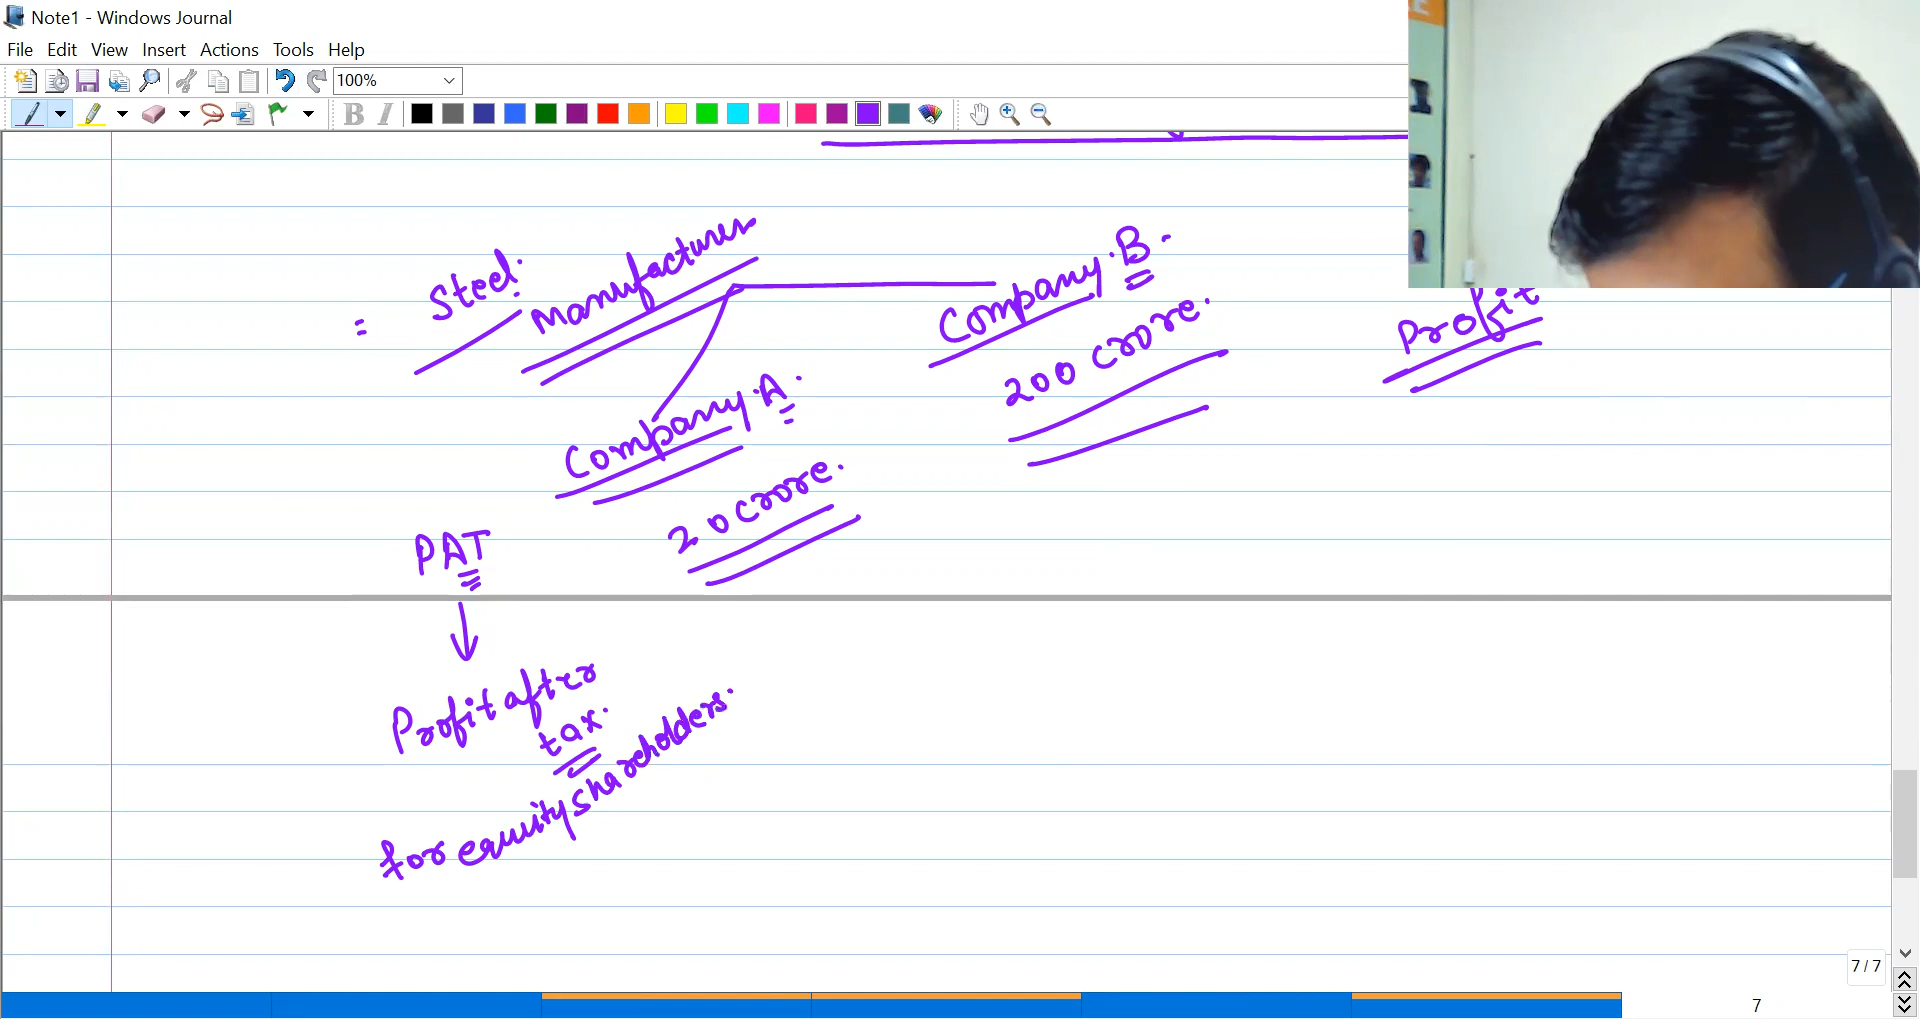 Note1 - Windows Journal
File Edit View Insert Actions Tools Help
100%
B I
= Steel.
Manufacturer
Company. A.
20 crore.
Company. B.
200 crore.
Profit
PAT
Profit after
tax.
for equity shareholders.
7 / 7
7